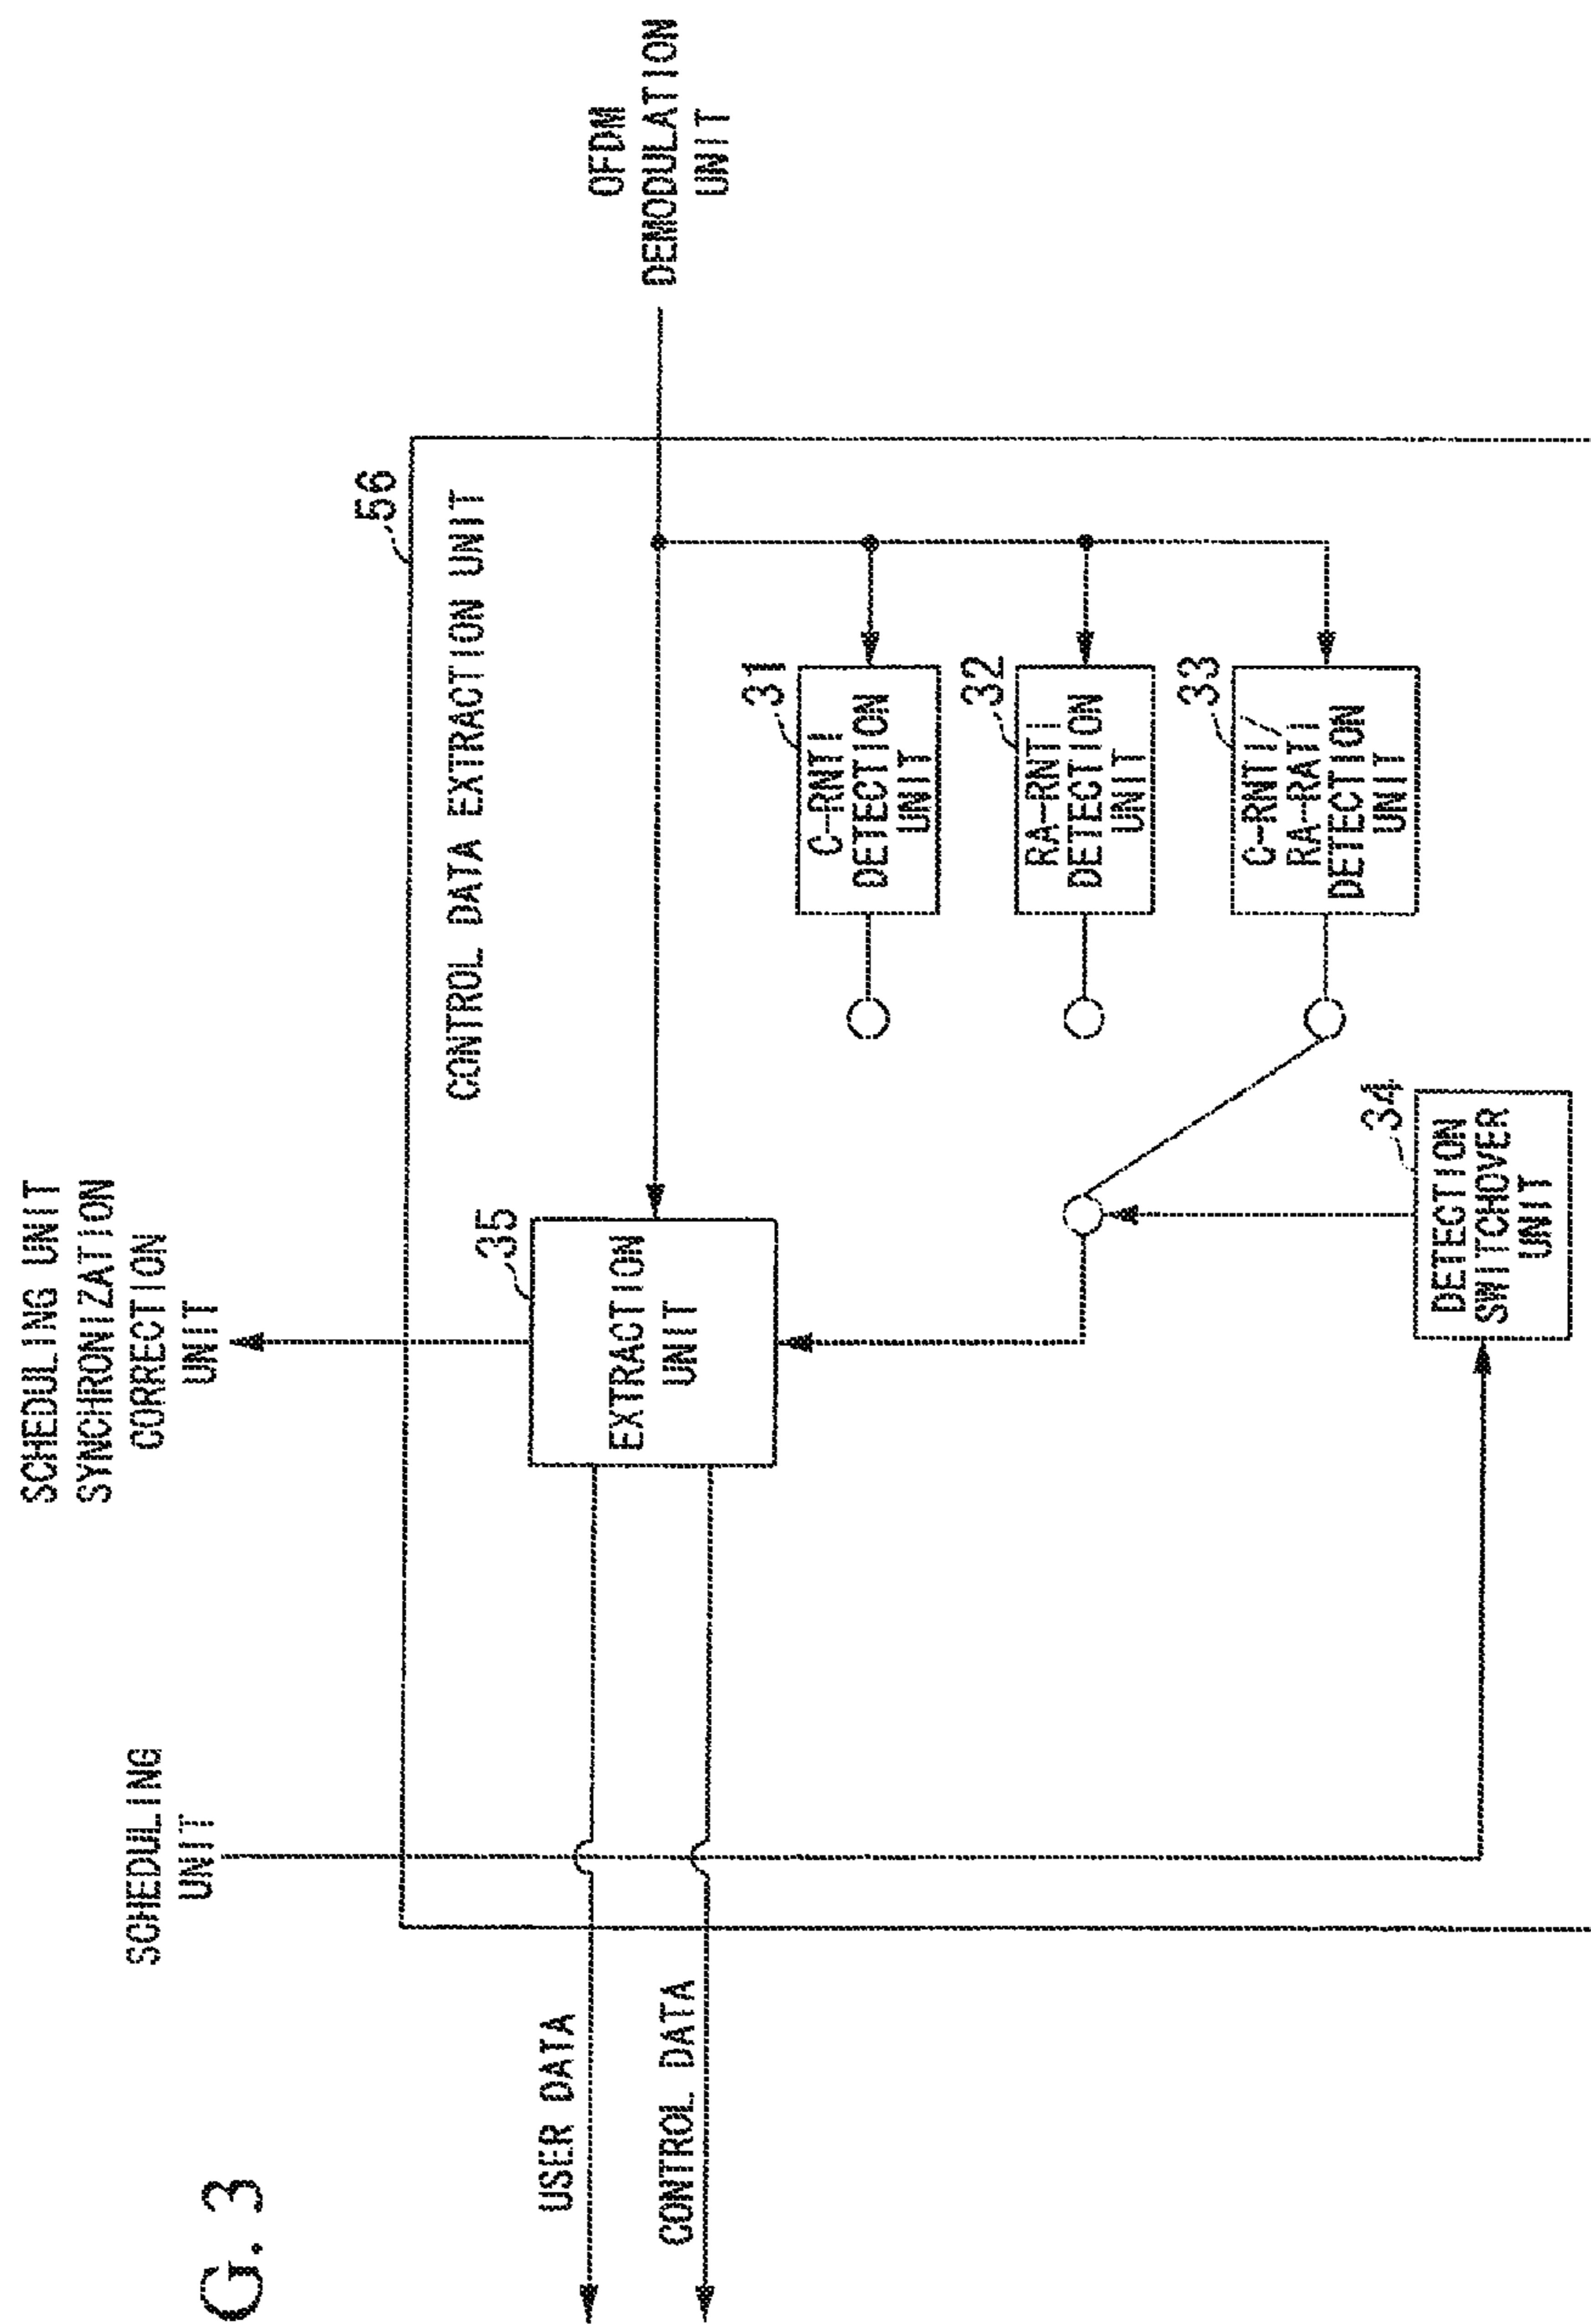 G. 3
SCHEDULING
UNIT
SCHEDULING UNIT
SYNCHRONIZATION
CORRECTION
UNIT
56
CONTROL DATA EXTRACTION UNIT
OFDM
DEMODULATION
UNIT
USER DATA
CONTROL DATA
35
EXTRACTION
UNIT
31
C-RNTI
DETECTION
UNIT
32
RA-RNTI
DETECTION
UNIT
33
C-RNTI/
RA-RATI
DETECTION
UNIT
34
DETECTION
SWITCHOVER
UNIT